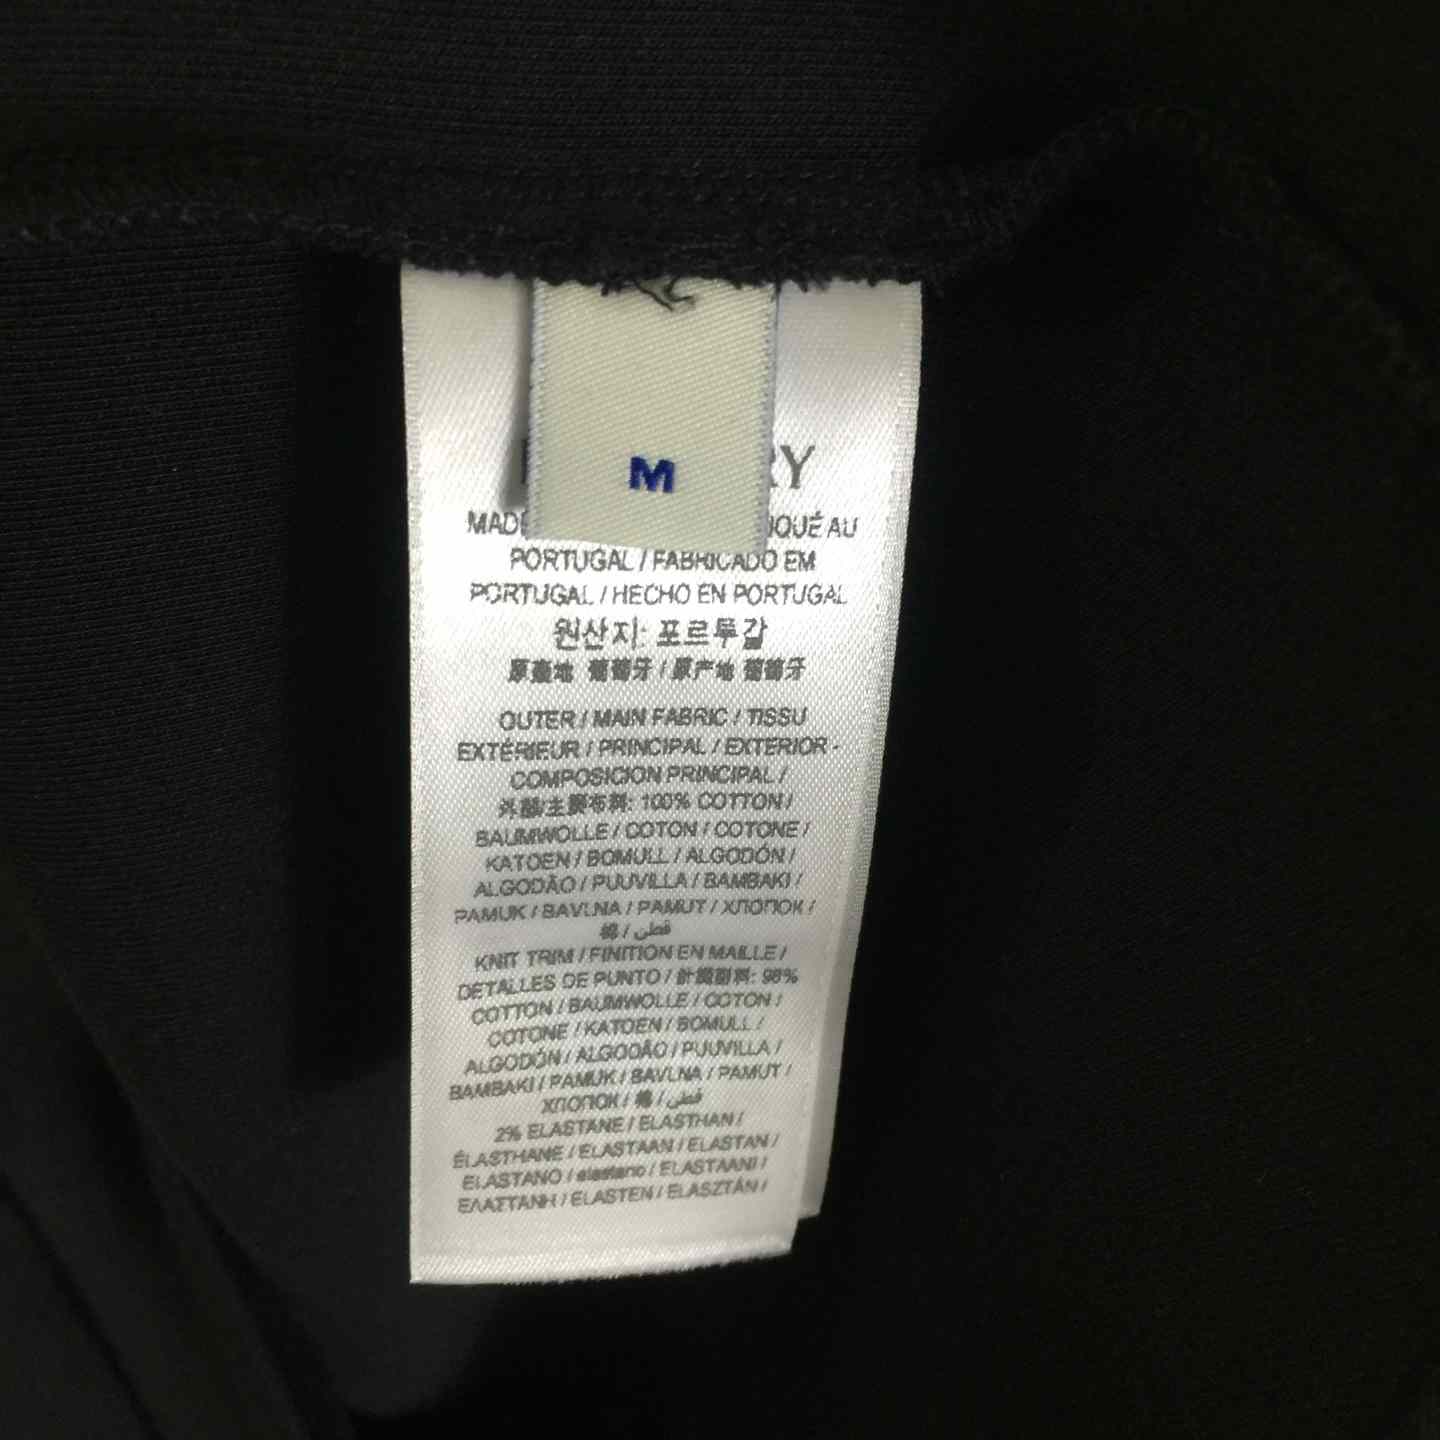 M
RY
MADE
IQUÉ AU
PORTUGAL / FABRICADO EM
PORTUGAL / HECHO EN PORTUGAL
원산지: 포르투갈
原產地 葡萄牙 / 原产地 葡萄牙
OUTER / MAIN FABRIC / TISSU
EXTÉRIEUR / PRINCIPAL / EXTERIOR -
COMPOSICION PRINCIPAL /
外部/主要布料: 100% COTTON /
BAUMWOLLE / COTON / COTONE /
KATOEN / BOMULL / ALGODÓN /
ALGODÃO / PUUVILLA / BAMBAKI /
PAMUK / BAVLNA / PAMUT / ХЛОПОК /
棉 / قطن
KNIT TRIM / FINITION EN MAILLE /
DETALLES DE PUNTO / 針織副料: 98%
COTTON / BAUMWOLLE / COTON /
COTONE / KATOEN / BOMULL /
ALGODÓN / ALGODÃO / PUUVILLA /
BAMBAKI / PAMUK / BAVLNA / PAMUT /
ХЛОПОК / 棉 / قطن
2% ELASTANE / ELASTHAN /
ÉLASTHANE / ELASTAAN / ELASTAN /
ELASTANO / elastano / ELASTAANI /
ΕΛΑΣΤΑΝΗ / ELASTEN / ELASZTÁN /